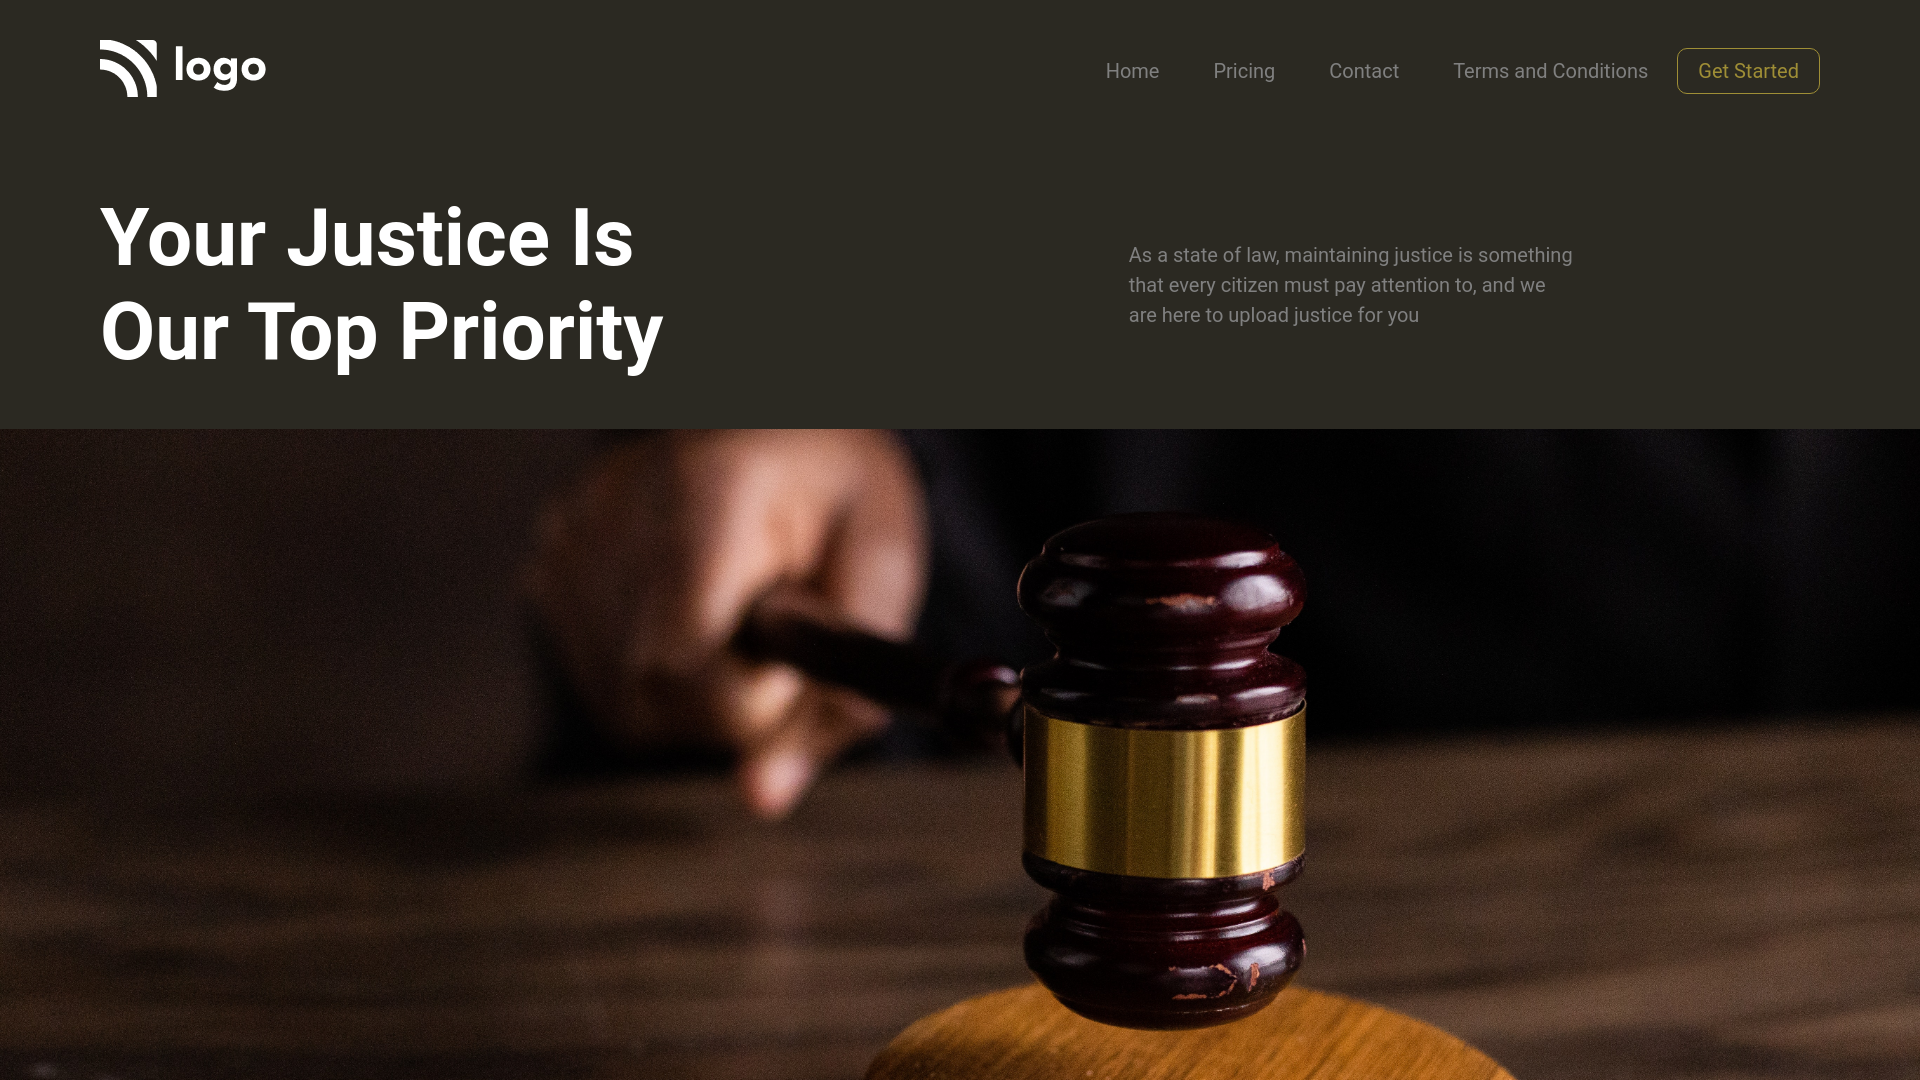 logo
Home
Pricing
Contact
Terms and Conditions
Get Started
Your Justice Is
Our Top Priority
As a state of law, maintaining justice is something
that every citizen must pay attention to, and we
are here to upload justice for you